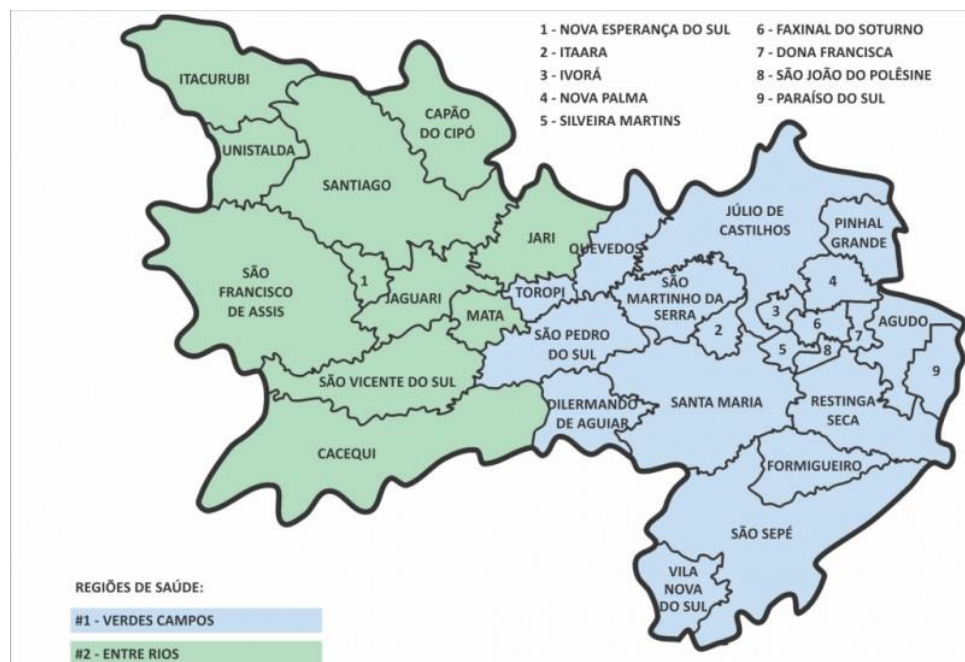 1 - NOVA ESPERANÇA DO SUL
2 - ITAARA
3 - IVORÁ
4 - NOVA PALMA
5 - SILVEIRA MARTINS
6 - FAXINAL DO SOTURNO
7 - DONA FRANCISCA
8 - SÃO JOÃO DO POLÊSINE
9 - PARAÍSO DO SUL
ITACURUBI
CAPÃO
DO CIPÓ
UNISTALDA
SANTIAGO
JÚLIO DE
CASTILHOS
PINHAL
GRANDE
JARI
QUEVEDOS
SÃO
FRANCISCO
DE ASSIS
1
JAGUARI
TOROPI
SÃO
MARTINHO DA
SERRA
4
MATA
2
3
6
7
AGUDO
SÃO PEDRO
DO SUL
5
8
9
SÃO VICENTE DO SUL
DILERMANDO
DE AGUIAR
SANTA MARIA
RESTINGA
SECA
CACEQUI
FORMIGUEIRO
SÃO SEPÉ
VILA
NOVA
DO SUL
REGIÕES DE SAÚDE:
#1 - VERDES CAMPOS
#2 - ENTRE RIOS